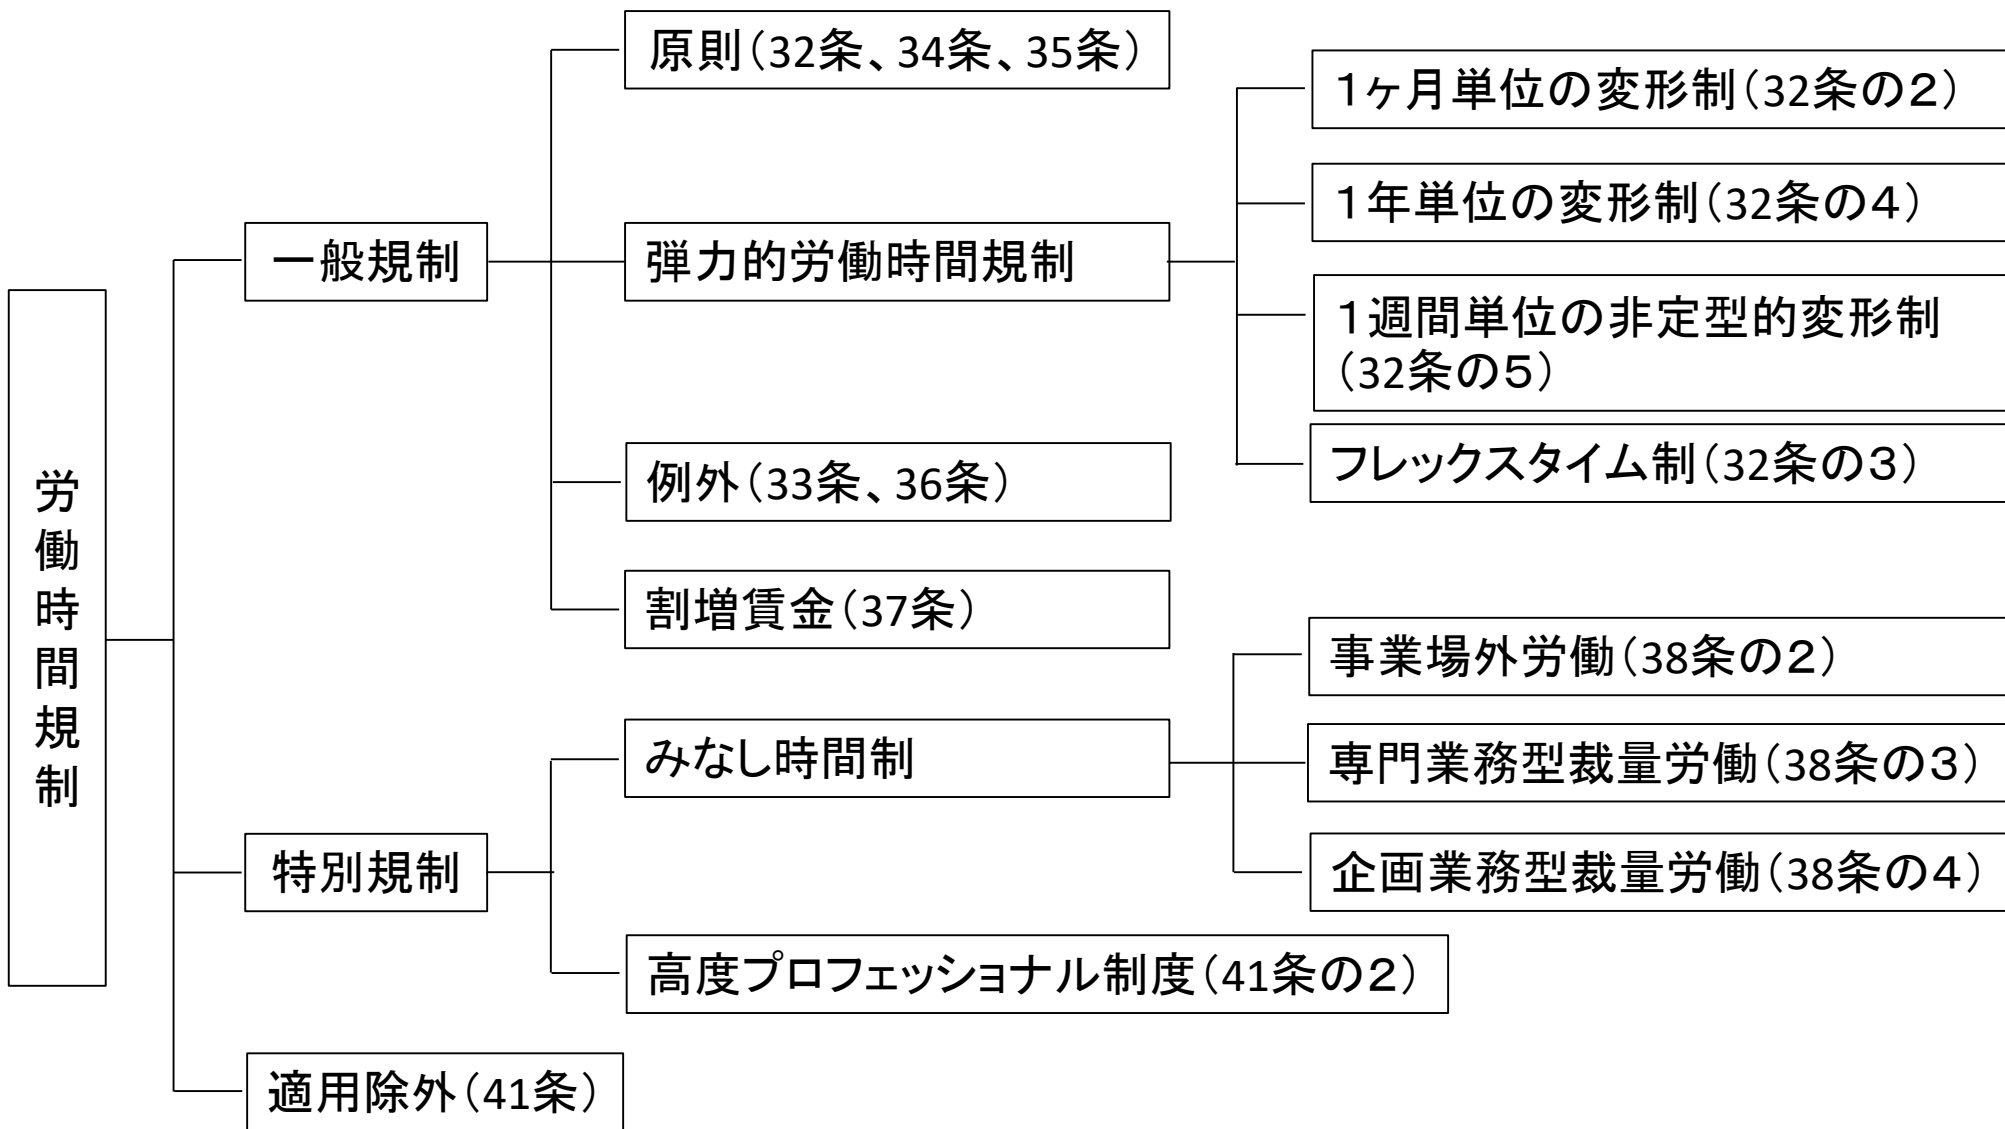 労働時間規制
一般規制
原則（32条、34条、35条）
弾力的労働時間規制
1ヶ月単位の変形制（32条の２）
１年単位の変形制（32条の４）
１週間単位の非定型的変形制
（32条の５）
フレックスタイム制（32条の３）
例外（33条、36条）
割増賃金（37条）
特別規制
みなし時間制
事業場外労働（38条の２）
専門業務型裁量労働（38条の３）
企画業務型裁量労働（38条の４）
高度プロフェッショナル制度（41条の２）
適用除外（41条）